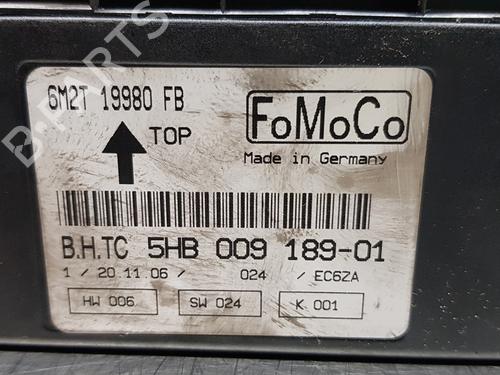 B-PARTS
6M2T 19980 FB
TOP
FoMoCo
Made in Germany
B.H.TC 5HB 009 189-01
1 / 20.11.06 / 024 / EC6ZA
HW 006 SW 024 K 001